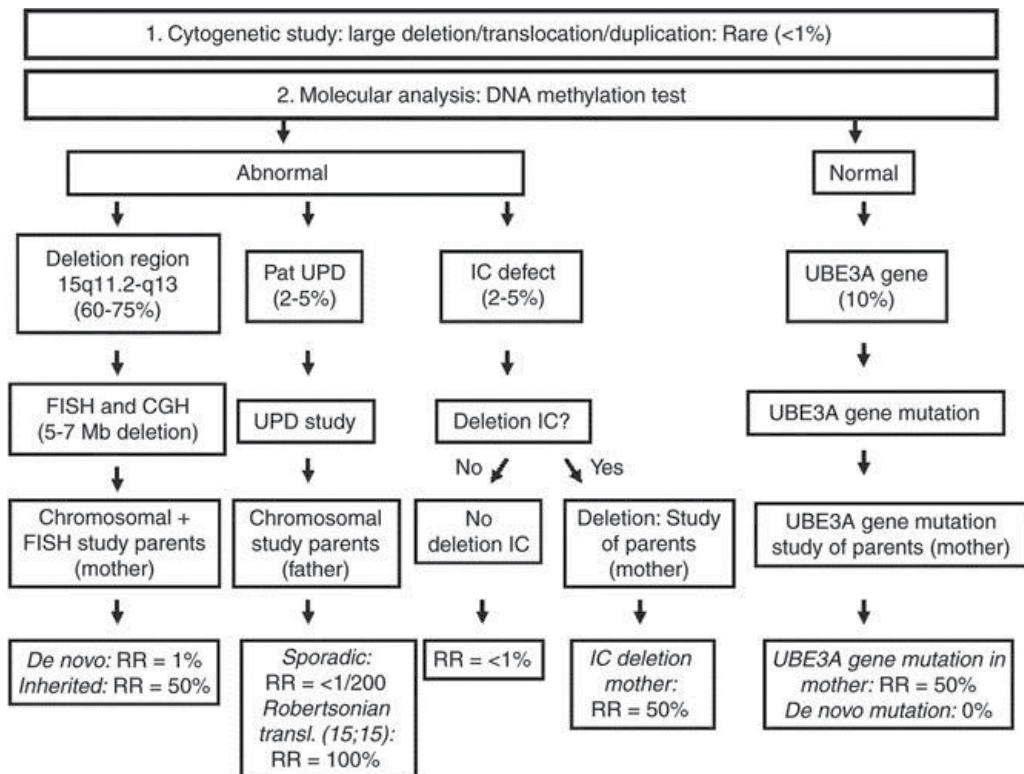 1. Cytogenetic study: large deletion/translocation/duplication: Rare (<1%)
2. Molecular analysis: DNA methylation test
Abnormal
Normal
Deletion region
15q11.2-q13
(60-75%)
Pat UPD
(2-5%)
IC defect
(2-5%)
UBE3A gene
(10%)
FISH and CGH
(5-7 Mb deletion)
UPD study
Deletion IC?
UBE3A gene mutation
No
Yes
Chromosomal +
FISH study parents
(mother)
Chromosomal
study parents
(father)
No
deletion IC
Deletion: Study
of parents
(mother)
UBE3A gene mutation
study of parents (mother)
De novo: RR = 1%
Inherited: RR = 50%
Sporadic:
RR = <1/200
Robertsonian
transl. (15;15):
RR = 100%
RR = <1%
IC deletion
mother:
RR = 50%
UBE3A gene mutation in
mother: RR = 50%
De novo mutation: 0%